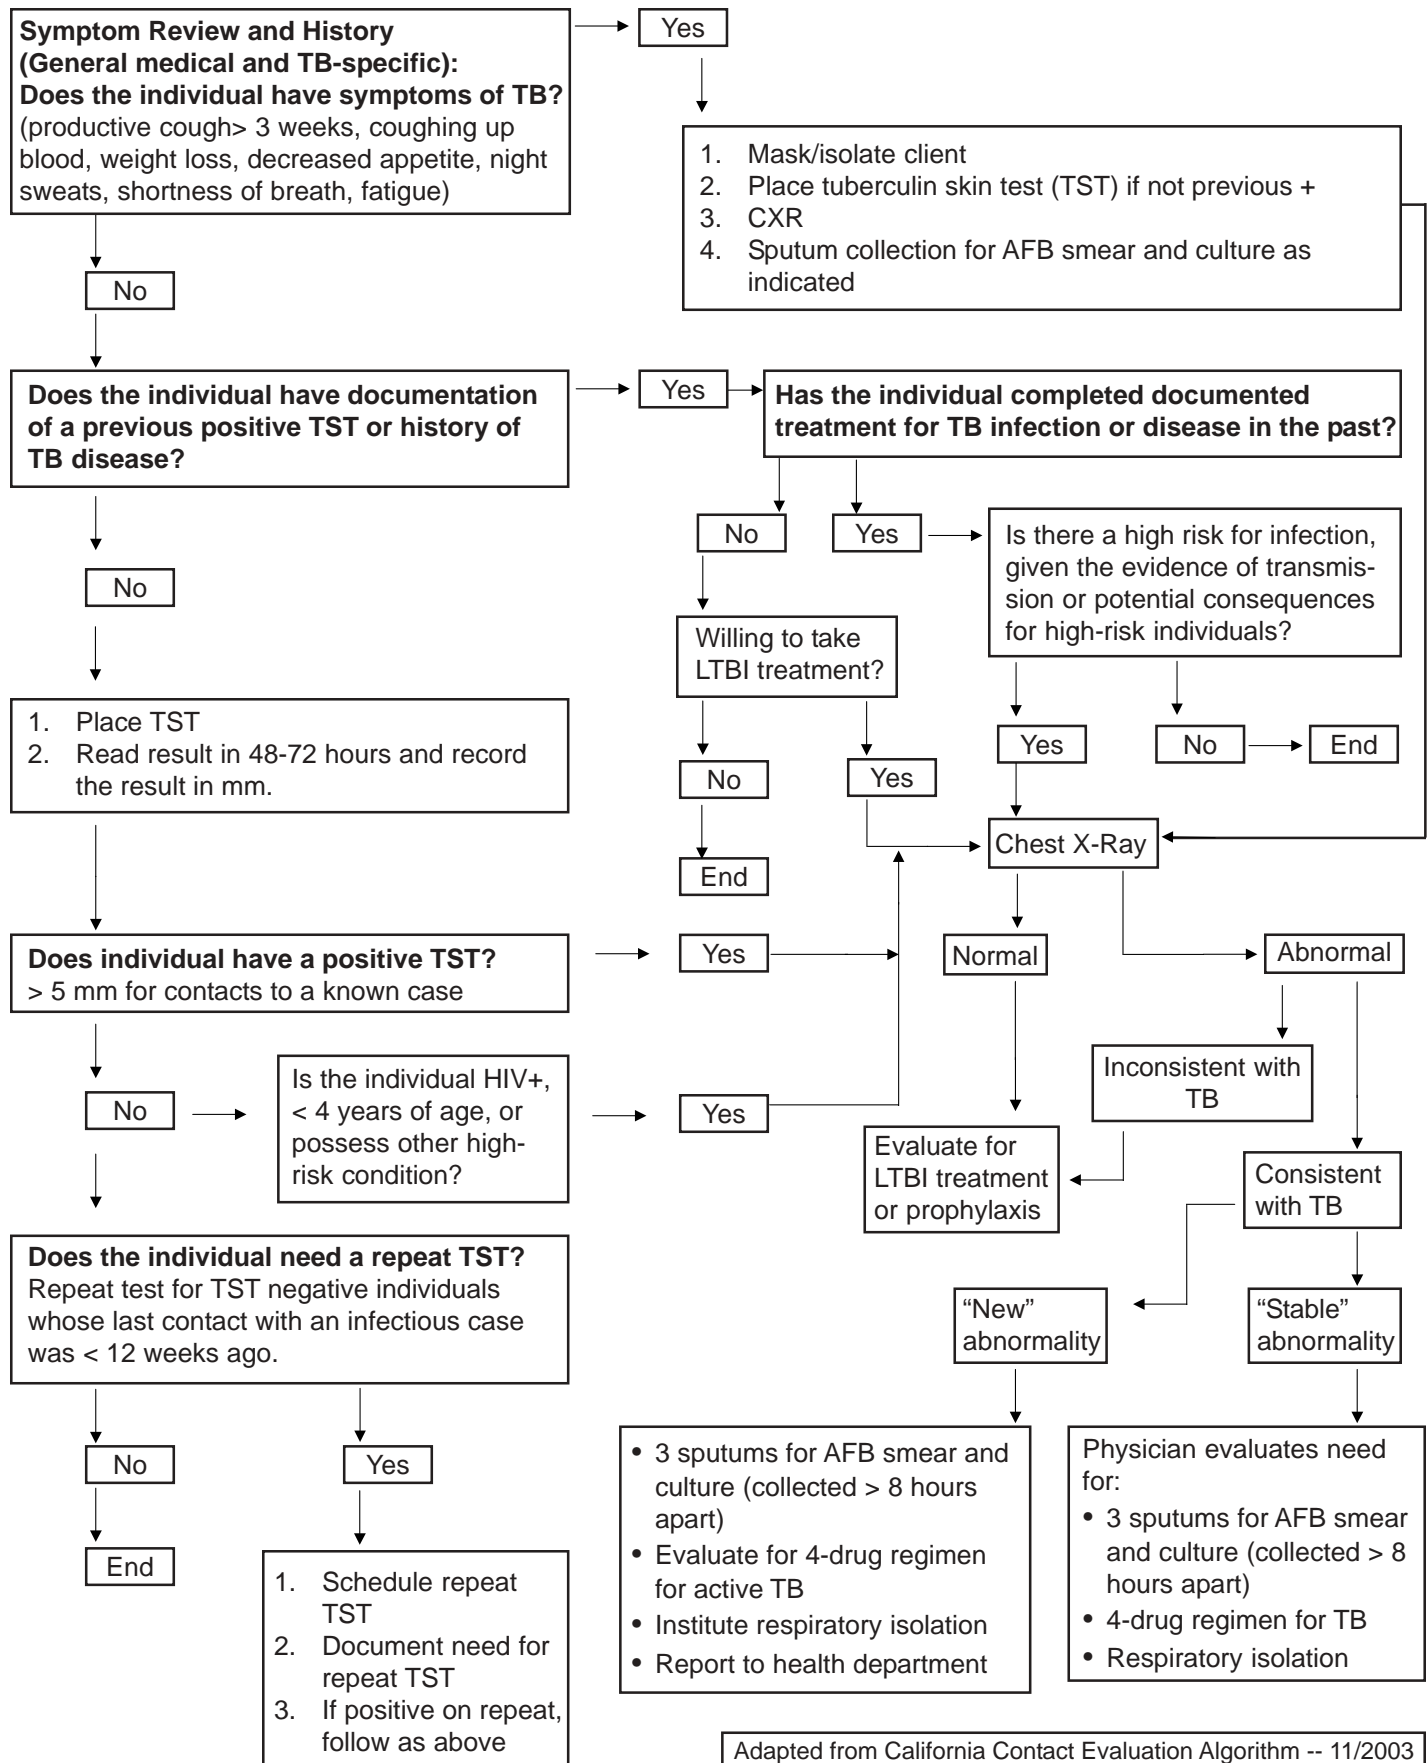 Symptom Review and History
(General medical and TB-specific):
Does the individual have symptoms of TB?
(productive cough> 3 weeks, coughing up
blood, weight loss, decreased appetite, night
sweats, shortness of breath, fatigue)
Yes
1. Mask/isolate client
2. Place tuberculin skin test (TST) if not previous +
3. CXR
4. Sputum collection for AFB smear and culture as
indicated
No
Does the individual have documentation
of a previous positive TST or history of
TB disease?
Yes
Has the individual completed documented
treatment for TB infection or disease in the past?
No
Yes
Is there a high risk for infection,
given the evidence of transmis-
sion or potential consequences
for high-risk individuals?
No
Willing to take
LTBI treatment?
1. Place TST
2. Read result in 48-72 hours and record
the result in mm.
No
Yes
Yes
No
End
End
Chest X-Ray
Does individual have a positive TST?
> 5 mm for contacts to a known case
Yes
Normal
Abnormal
No
Is the individual HIV+,
< 4 years of age, or
possess other high-
risk condition?
Yes
Inconsistent with
TB
Evaluate for
LTBI treatment
or prophylaxis
Consistent
with TB
Does the individual need a repeat TST?
Repeat test for TST negative individuals
whose last contact with an infectious case
was < 12 weeks ago.
“New”
abnormality
“Stable”
abnormality
No
Yes
End
1. Schedule repeat
TST
2. Document need for
repeat TST
3. If positive on repeat,
follow as above
• 3 sputums for AFB smear and
culture (collected > 8 hours
apart)
• Evaluate for 4-drug regimen
for active TB
• Institute respiratory isolation
• Report to health department
Physician evaluates need
for:
• 3 sputums for AFB smear
and culture (collected > 8
hours apart)
• 4-drug regimen for TB
• Respiratory isolation
Adapted from California Contact Evaluation Algorithm -- 11/2003